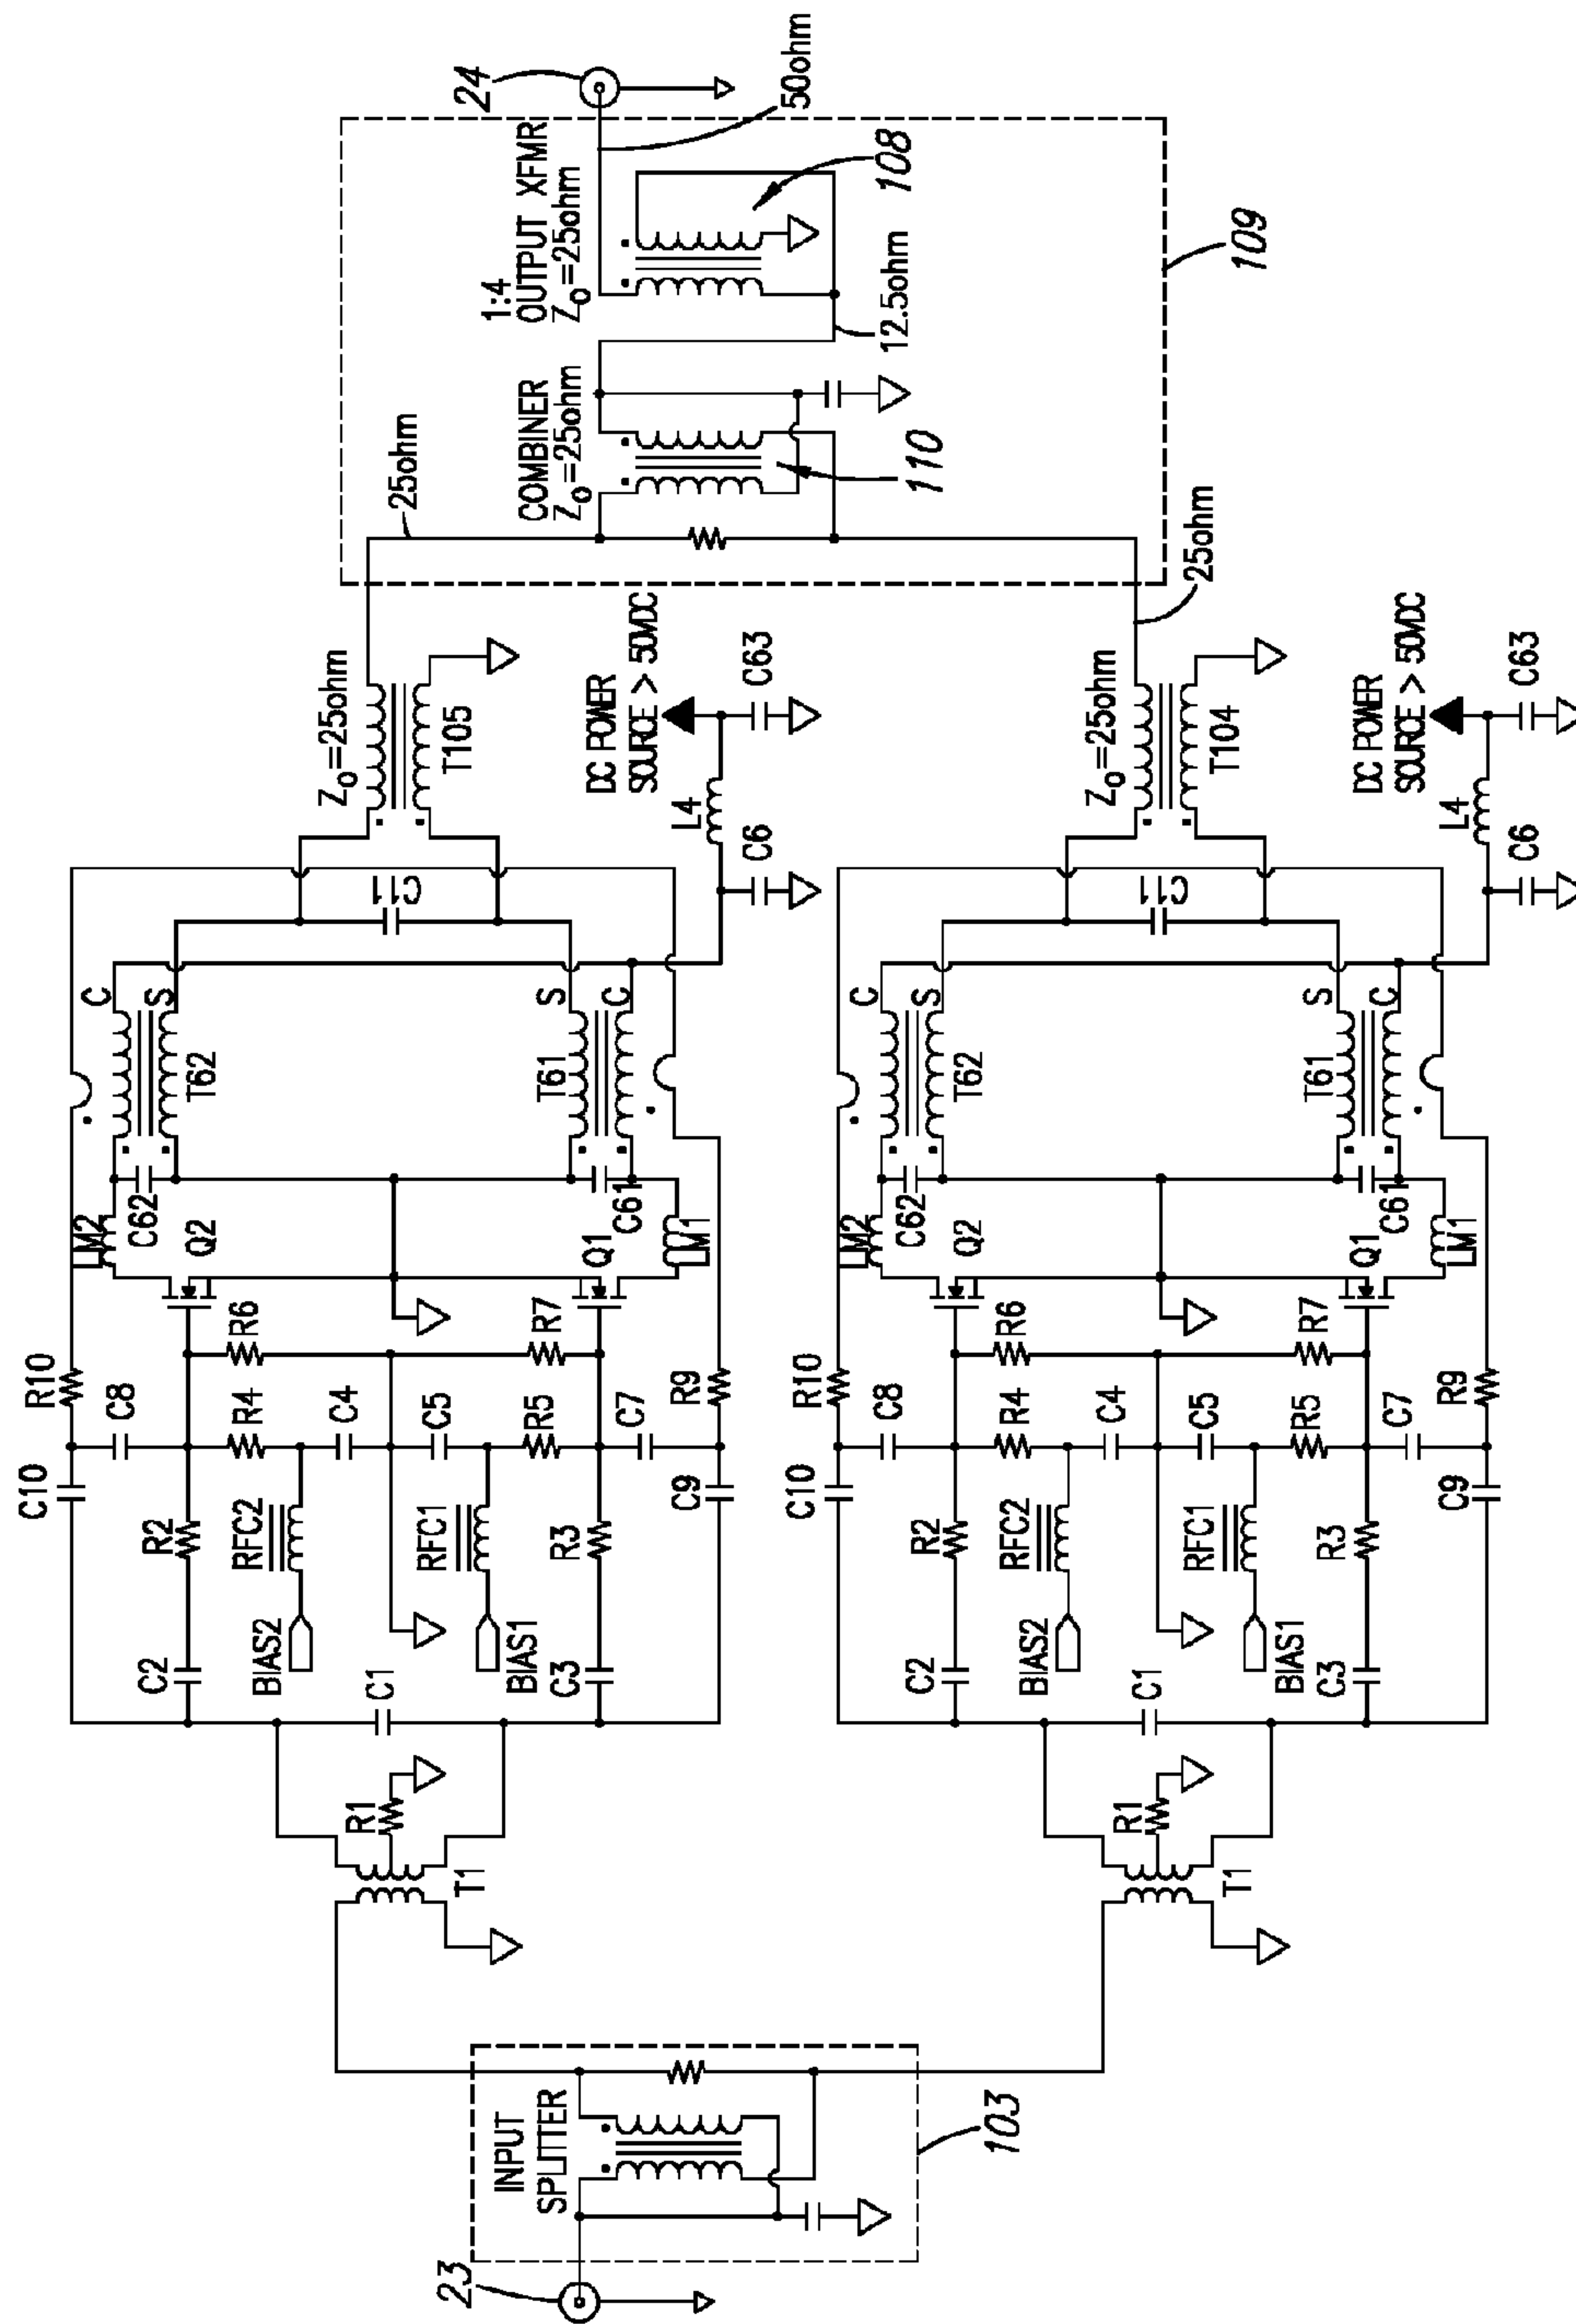 23
INPUT
SPLITTER
103
T1
R1
C10
C2
R2
C8
R10
BIAS2
RFC2
R4
R6
C1
C4
C5
BIAS1
RFC1
R5
R7
C3
R3
C7
C9
R9
LM2
C62
Q2
Q1
C61
LM1
T62
C
S
T61
S
C
C11
Zo=25ohm
T105
DC POWER
SOURCE > 50VDC
L4
C6
C63
25ohm
COMBINER
Zo=25ohm
110
1:4
OUTPUT XFMR
Zo=25ohm
108
12.5ohm
50ohm
24
109
T1
R1
C10
C2
R2
C8
R10
BIAS2
RFC2
R4
R6
C1
C4
C5
BIAS1
RFC1
R5
R7
C3
R3
C7
C9
R9
LM2
C62
Q2
Q1
C61
LM1
T62
C
S
T61
S
C
C11
Zo=25ohm
T104
25ohm
DC POWER
SOURCE > 50VDC
L4
C6
C63